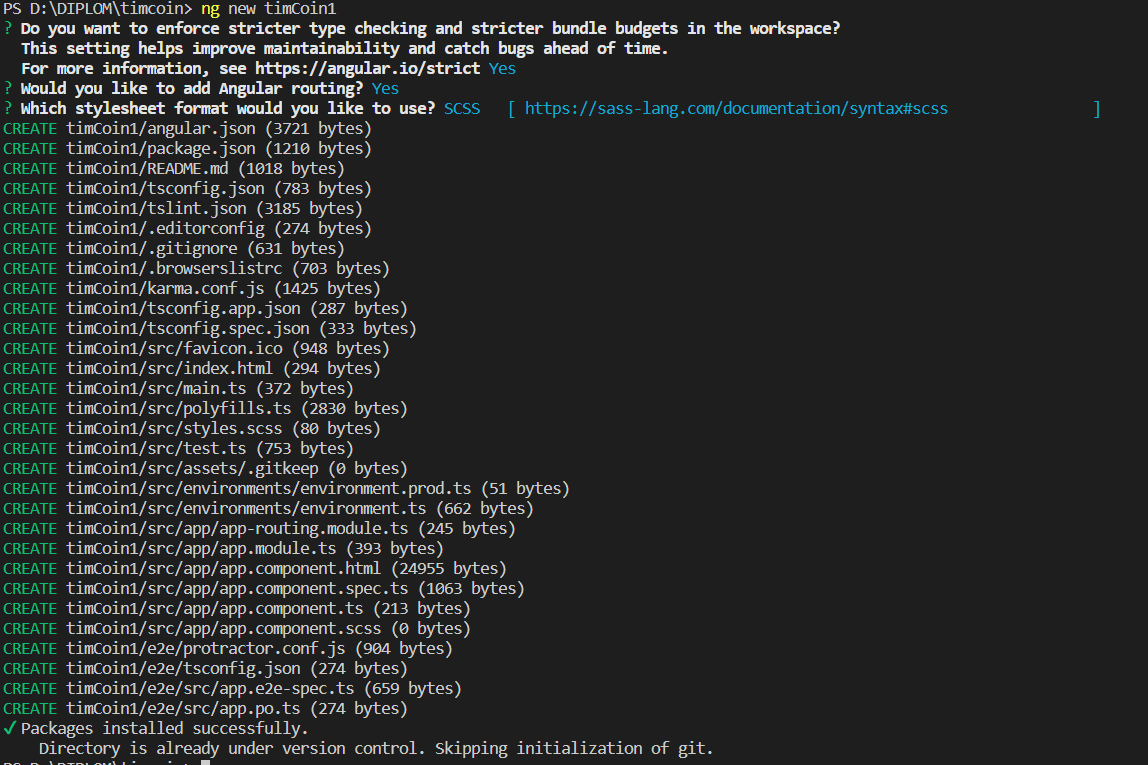 PS D:\DIPLOM\timcoin> ng new timCoin1
? Do you want to enforce stricter type checking and stricter bundle budgets in the workspace?
This setting helps improve maintainability and catch bugs ahead of time.
For more information, see https://angular.io/strict Yes
? Would you like to add Angular routing? Yes
? Which stylesheet format would you like to use? SCSS [ https://sass-lang.com/documentation/syntax#scss ]
CREATE timCoin1/angular.json (3721 bytes)
CREATE timCoin1/package.json (1210 bytes)
CREATE timCoin1/README.md (1018 bytes)
CREATE timCoin1/tsconfig.json (783 bytes)
CREATE timCoin1/tslint.json (3185 bytes)
CREATE timCoin1/.editorconfig (274 bytes)
CREATE timCoin1/.gitignore (631 bytes)
CREATE timCoin1/.browserslistrc (703 bytes)
CREATE timCoin1/karma.conf.js (1425 bytes)
CREATE timCoin1/tsconfig.app.json (287 bytes)
CREATE timCoin1/tsconfig.spec.json (333 bytes)
CREATE timCoin1/src/favicon.ico (948 bytes)
CREATE timCoin1/src/index.html (294 bytes)
CREATE timCoin1/src/main.ts (372 bytes)
CREATE timCoin1/src/polyfills.ts (2830 bytes)
CREATE timCoin1/src/styles.scss (80 bytes)
CREATE timCoin1/src/test.ts (753 bytes)
CREATE timCoin1/src/assets/.gitkeep (0 bytes)
CREATE timCoin1/src/environments/environment.prod.ts (51 bytes)
CREATE timCoin1/src/environments/environment.ts (662 bytes)
CREATE timCoin1/src/app/app-routing.module.ts (245 bytes)
CREATE timCoin1/src/app/app.module.ts (393 bytes)
CREATE timCoin1/src/app/app.component.html (24955 bytes)
CREATE timCoin1/src/app/app.component.spec.ts (1063 bytes)
CREATE timCoin1/src/app/app.component.ts (213 bytes)
CREATE timCoin1/src/app/app.component.scss (0 bytes)
CREATE timCoin1/e2e/protractor.conf.js (904 bytes)
CREATE timCoin1/e2e/tsconfig.json (274 bytes)
CREATE timCoin1/e2e/src/app.e2e-spec.ts (659 bytes)
CREATE timCoin1/e2e/src/app.po.ts (274 bytes)
✓ Packages installed successfully.
Directory is already under version control. Skipping initialization of git.
PS D:\DIPLOM\timcoin>